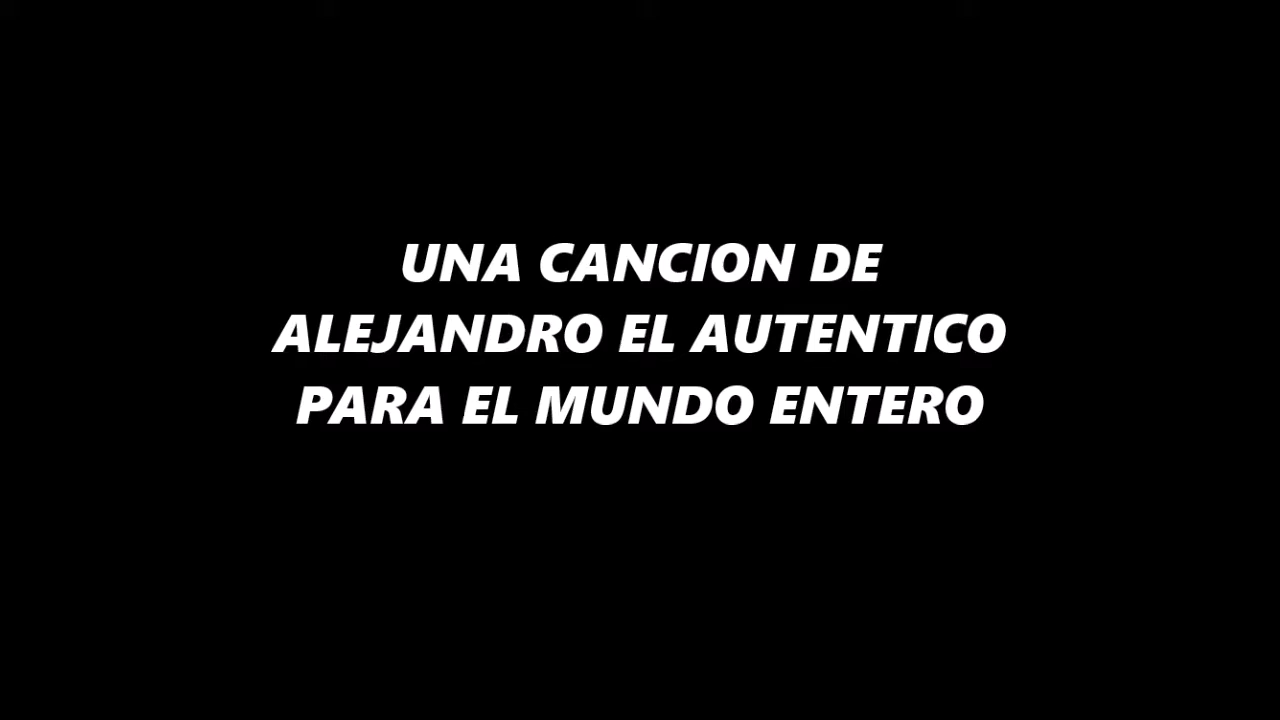 UNA CANCION DE
ALEJANDRO EL AUTENTICO
PARA EL MUNDO ENTERO